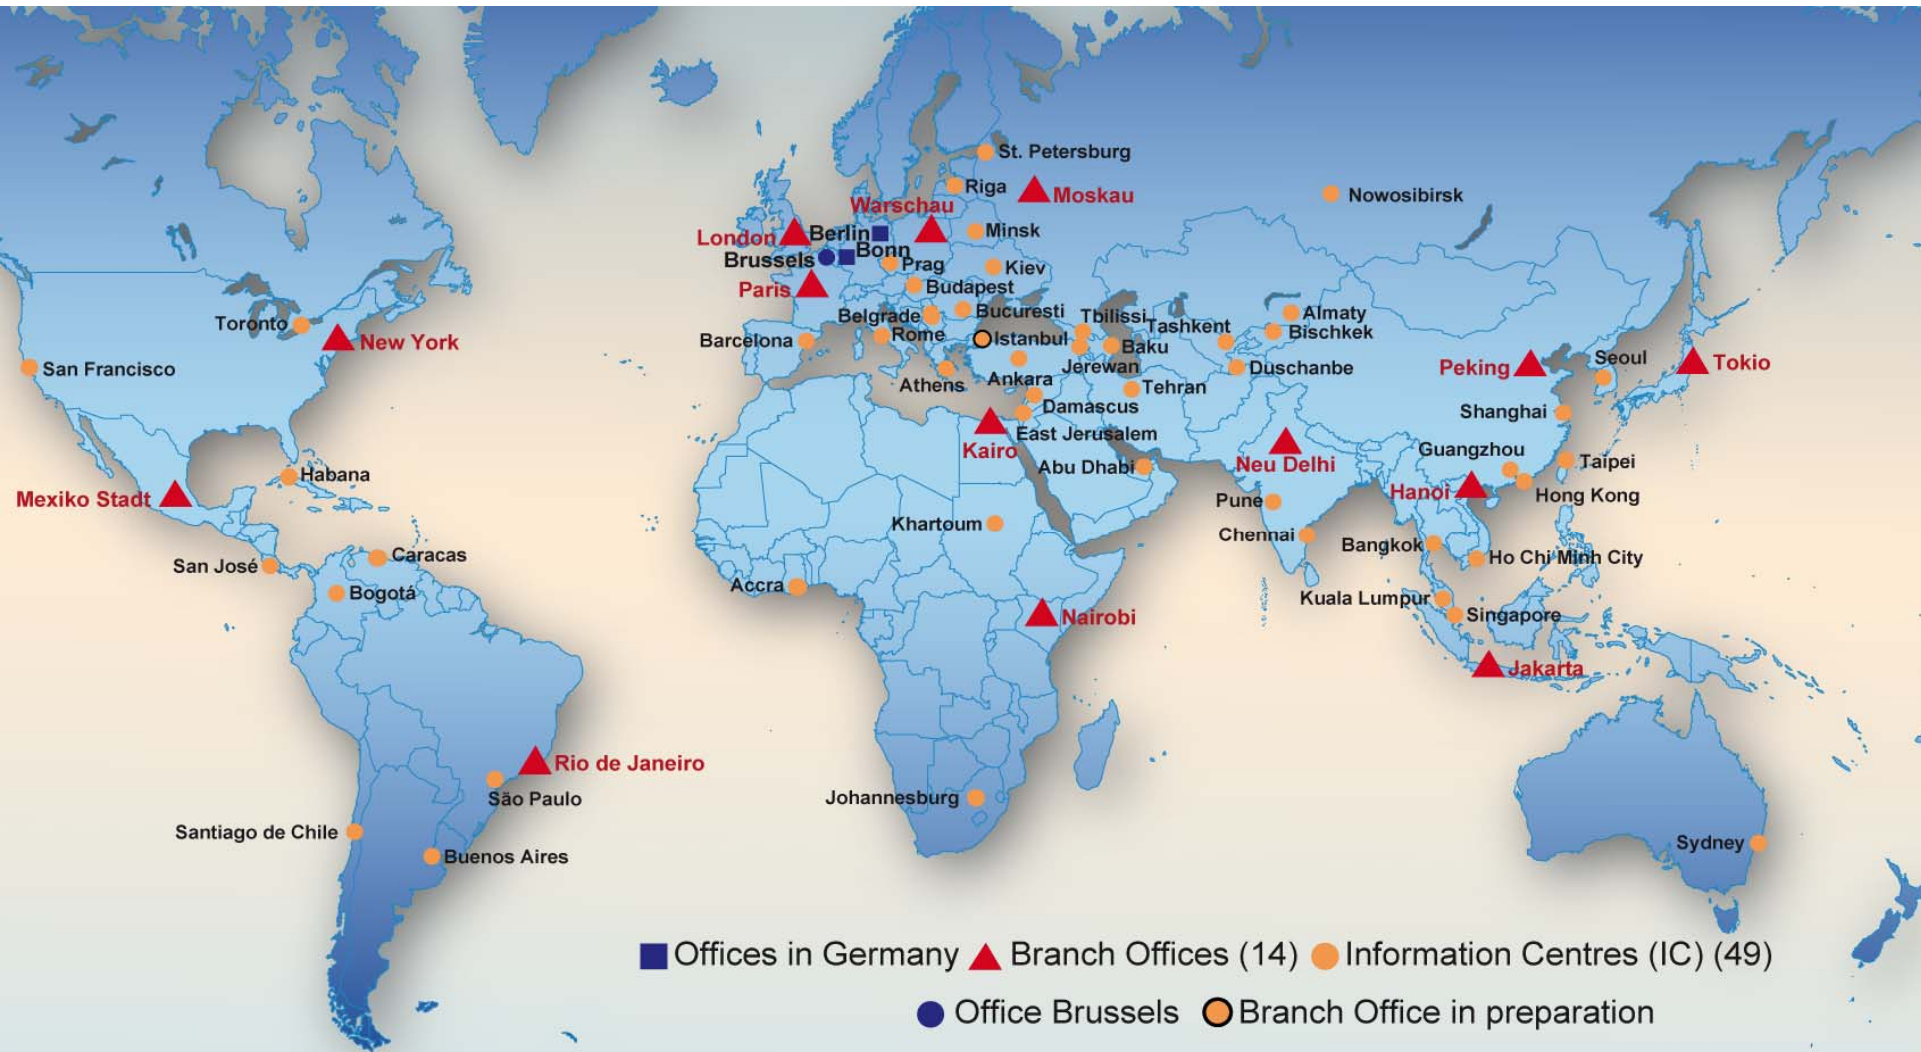 St. Petersburg
Riga
Moskau
Nowosibirsk
Warschau
London
Berlin
Minsk
Brussels
Bonn
Prag
Kiev
Paris
Budapest
Toronto
New York
Barcelona
Belgrade
Bucuresti
Rome
Istanbul
Tbilissi
Tashkent
Almaty
Bischkek
Baku
Jerewan
Duschanbe
San Francisco
Athens
Ankara
Tehran
Peking
Seoul
Tokio
Damascus
Shanghai
Kairo
East Jerusalem
Abu Dhabi
Neu Delhi
Guangzhou
Taipei
Habana
Mexiko Stadt
Pune
Hanoi
Hong Kong
Khartoum
Chennai
Bangkok
Ho Chi Minh City
San José
Caracas
Bogotá
Accra
Kuala Lumpur
Singapore
Nairobi
Jakarta
Rio de Janeiro
São Paulo
Johannesburg
Santiago de Chile
Buenos Aires
Sydney
Offices in Germany Branch Offices (14) Information Centres (IC) (49)
Office Brussels Branch Office in preparation